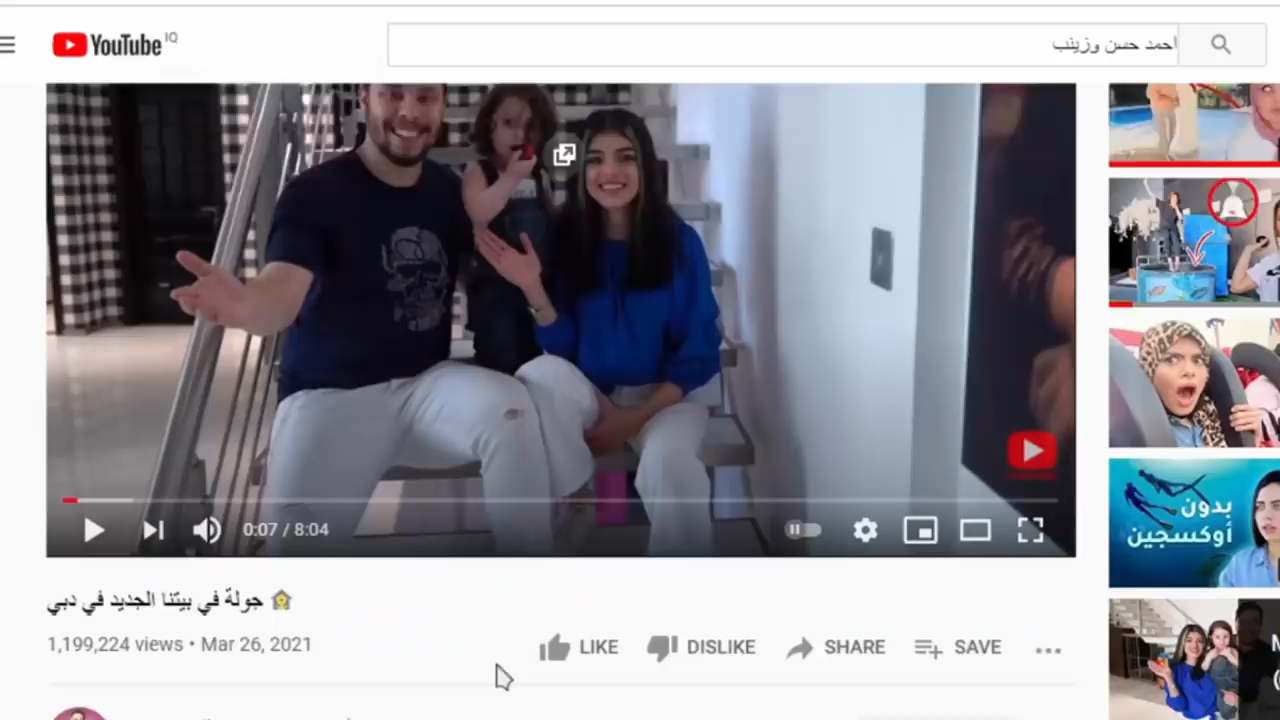 YouTube IQ
أحمد حسن وزينب
0:07 / 8:04
جولة في بيتنا الجديد في دبي
1,199,224 views • Mar 26, 2021
LIKE
DISLIKE
SHARE
SAVE
بدون
أوكسجين